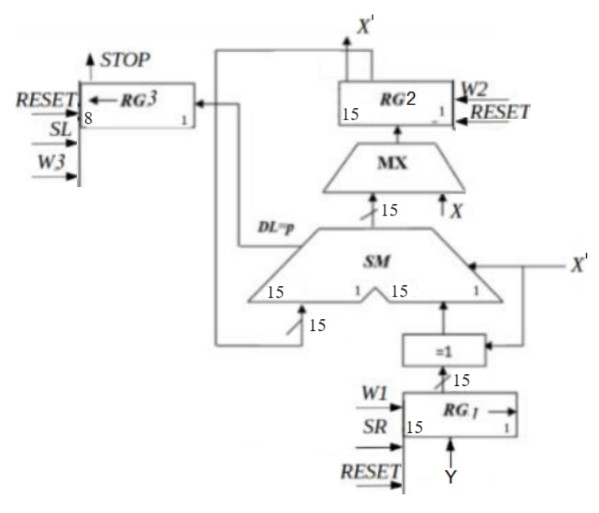 X'
STOP
RESET
RG3
8
1
SL
W3
15
RG2
1
W2
RESET
MX
15
X
DL=p
SM
15
1
15
1
X'
15
=1
15
W1
RG1
15
1
SR
RESET
Y